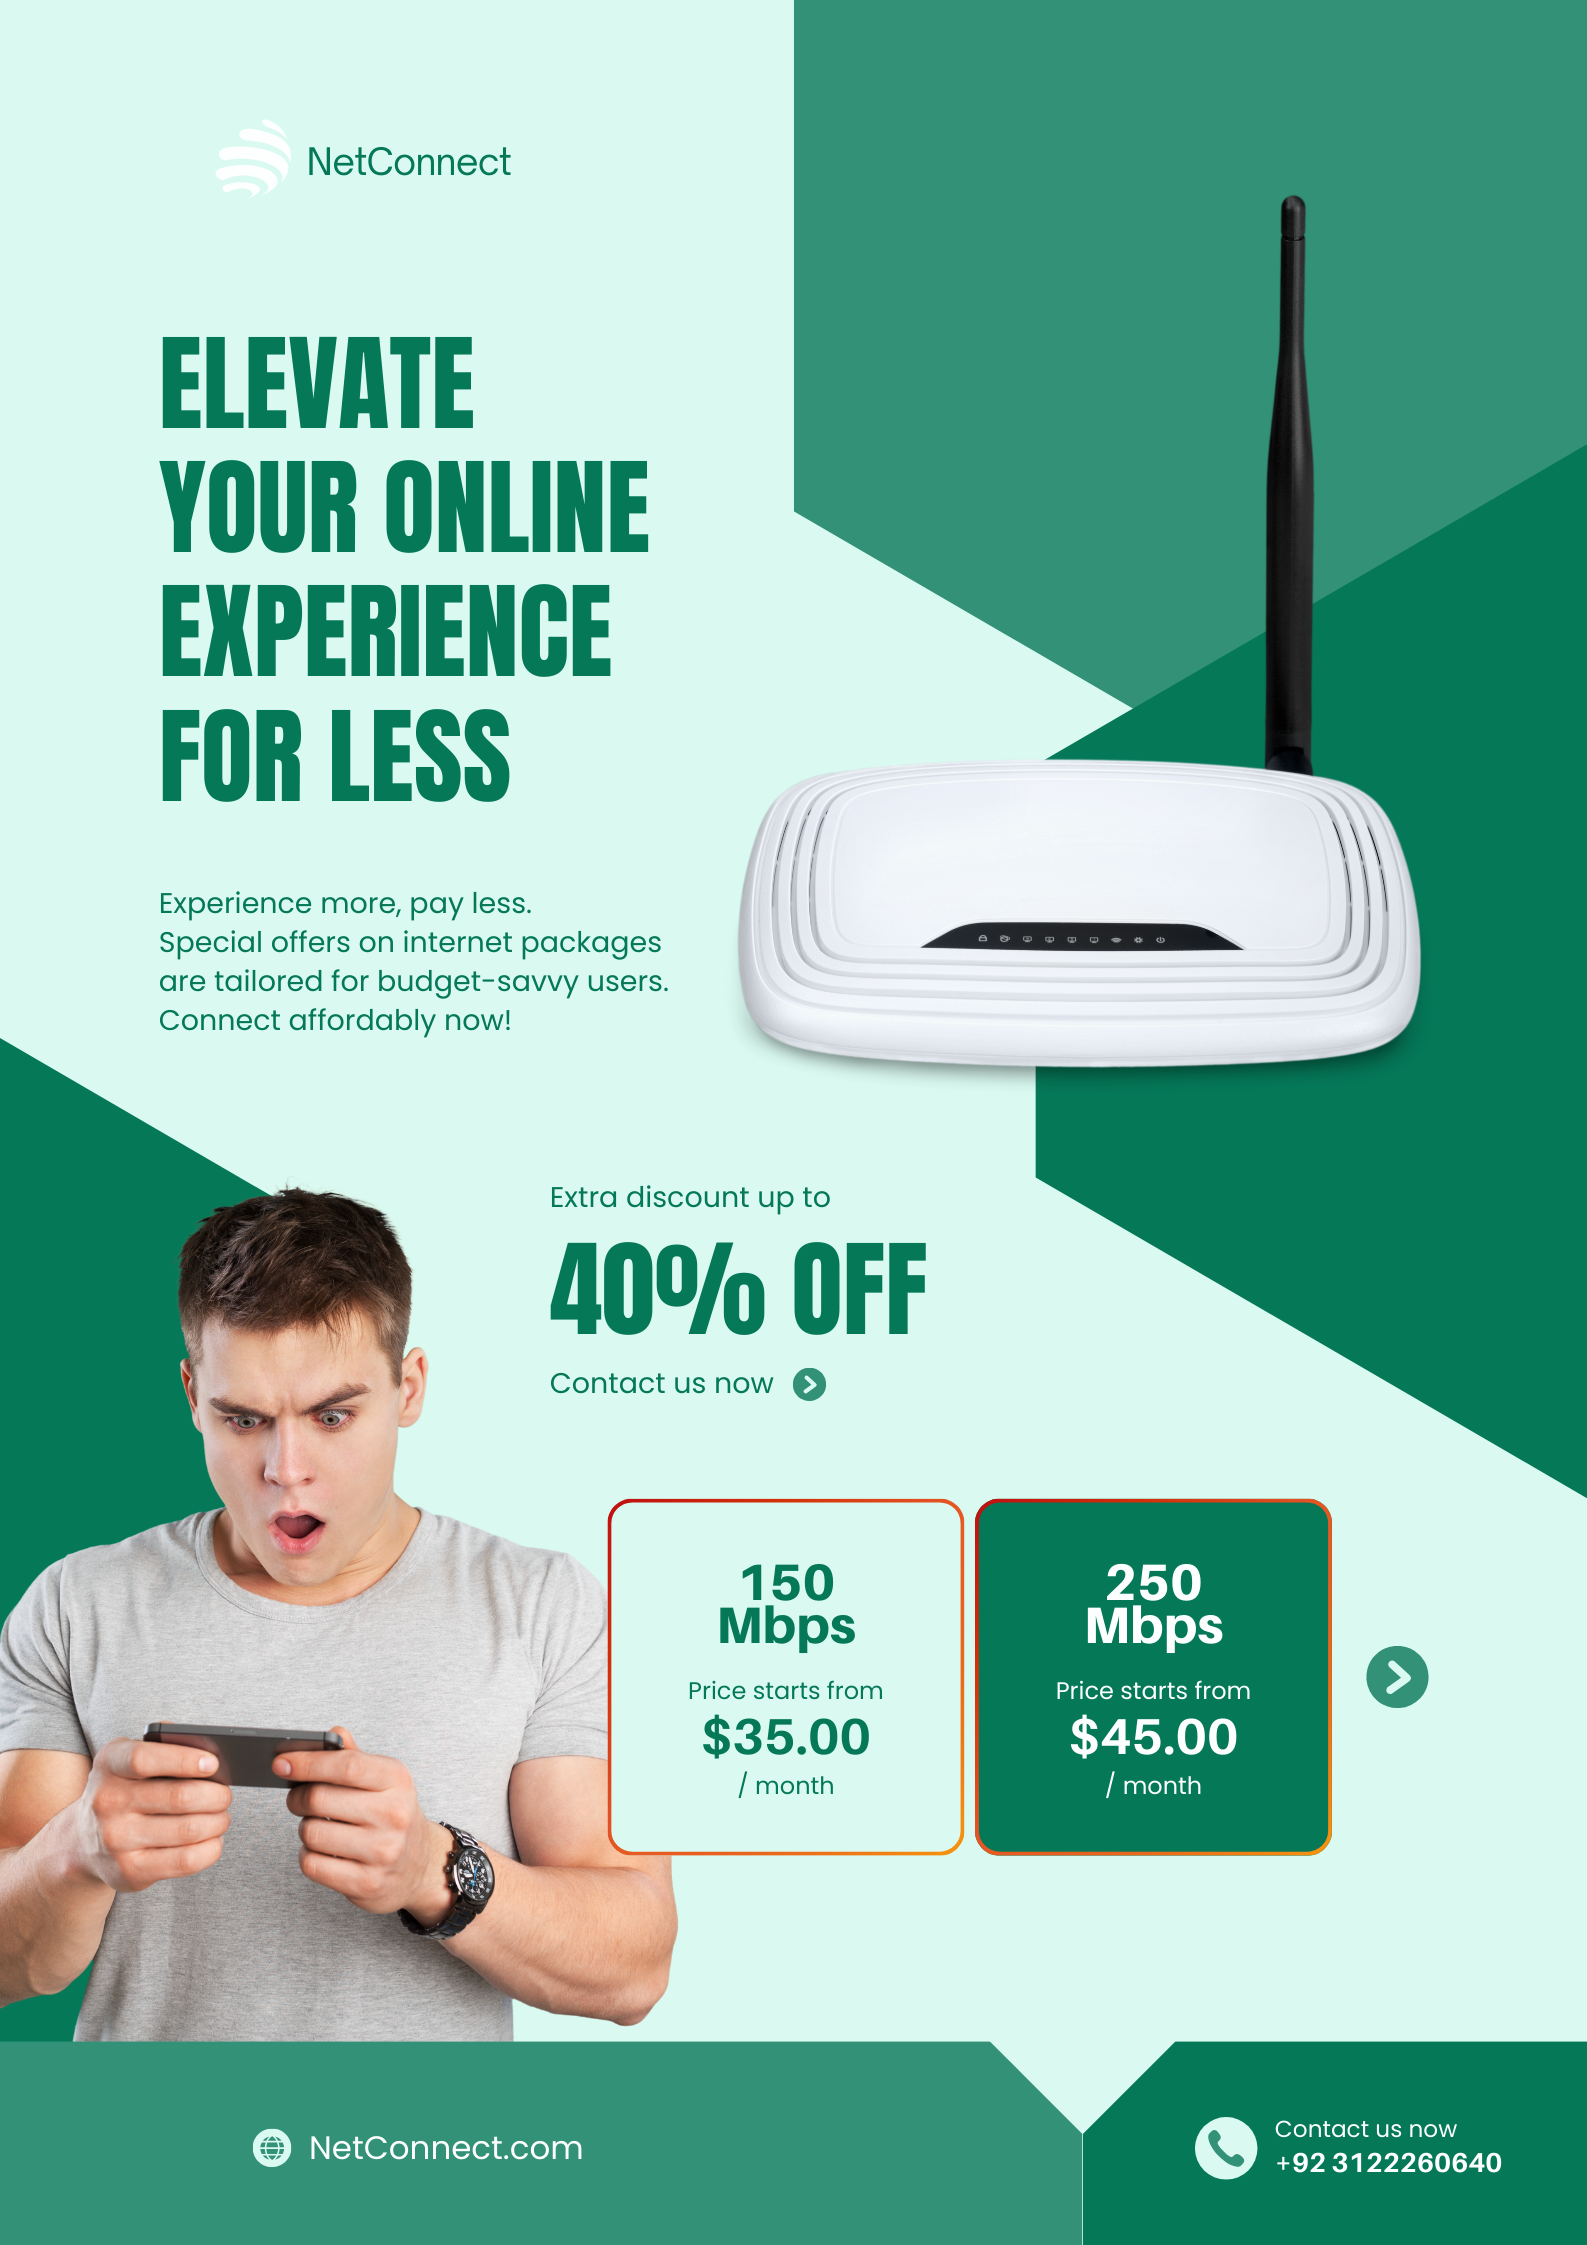 NetConnect
ELEVATE
YOUR ONLINE
EXPERIENCE
FOR LESS
Experience more, pay less.
Special offers on internet packages
are tailored for budget-savvy users.
Connect affordably now!
Extra discount up to
40% OFF
Contact us now
150
Mbps
Price starts from
$35.00
/ month
250
Mbps
Price starts from
$45.00
/ month
NetConnect.com
Contact us now
+92 3122260640